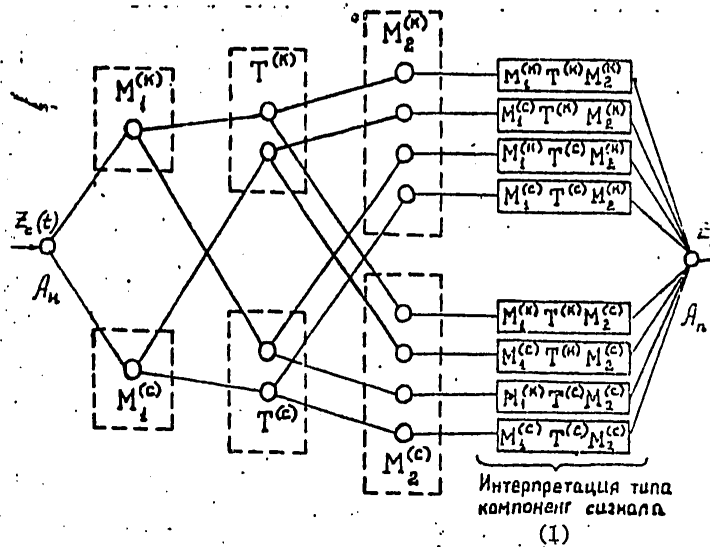 M₂⁽ᴷ⁾
T⁽ᴷ⁾
M₁⁽ᴷ⁾
M₁⁽ᴷ⁾ T⁽ᴷ⁾ M₂⁽ᴷ⁾
M₁⁽ᶜ⁾ T⁽ᴷ⁾ M₂⁽ᴷ⁾
M₁⁽ᴷ⁾ T⁽ᶜ⁾ M₂⁽ᴷ⁾
M₁⁽ᶜ⁾ T⁽ᶜ⁾ M₂⁽ᴷ⁾
Z_c(t)
A_н
A_п
M₁⁽ᴷ⁾ T⁽ᴷ⁾ M₂⁽ᶜ⁾
M₁⁽ᶜ⁾ T⁽ᴷ⁾ M₂⁽ᶜ⁾
M₁⁽ᴷ⁾ T⁽ᶜ⁾ M₂⁽ᶜ⁾
M₁⁽ᶜ⁾ T⁽ᶜ⁾ M₂⁽ᶜ⁾
M₁⁽ᶜ⁾
T⁽ᶜ⁾
M₂⁽ᶜ⁾
Интерпретация типа
компонент сигнала
(I)